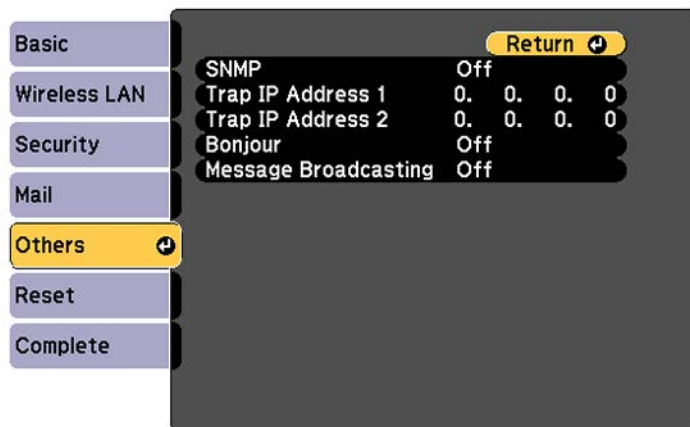 Basic
Wireless LAN
Security
Mail
Others
Reset
Complete
Return
SNMP Off
Trap IP Address 1 0. 0. 0. 0
Trap IP Address 2 0. 0. 0. 0
Bonjour Off
Message Broadcasting Off